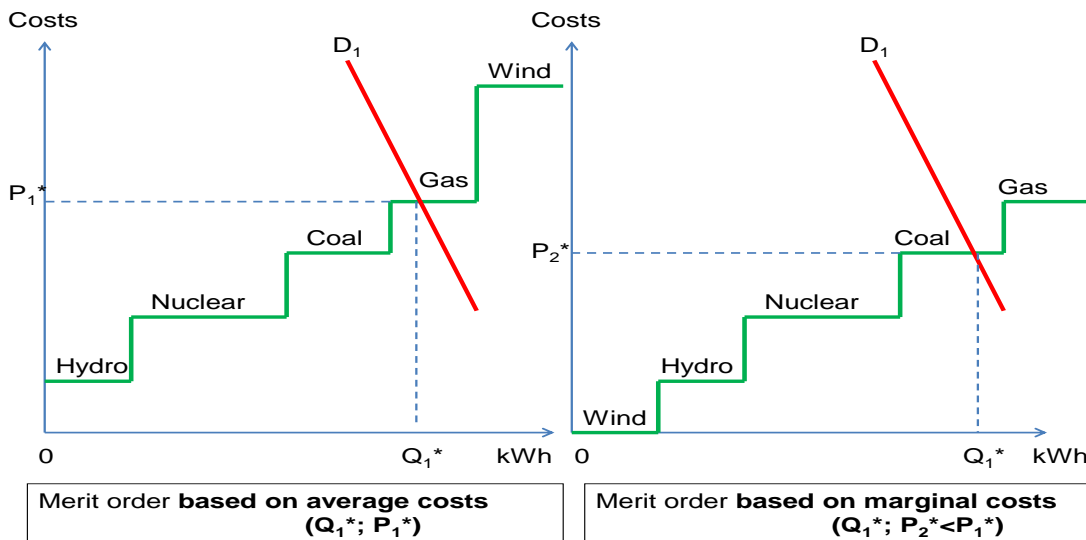 Costs
D₁
Wind
P₁*
Gas
Coal
Nuclear
Hydro
0
Q₁*
kWh
Merit order based on average costs
(Q₁*; P₁*)
Costs
D₁
Gas
P₂*
Coal
Nuclear
Hydro
Wind
0
Q₁*
kWh
Merit order based on marginal costs
(Q₁*; P₂*<P₁*)